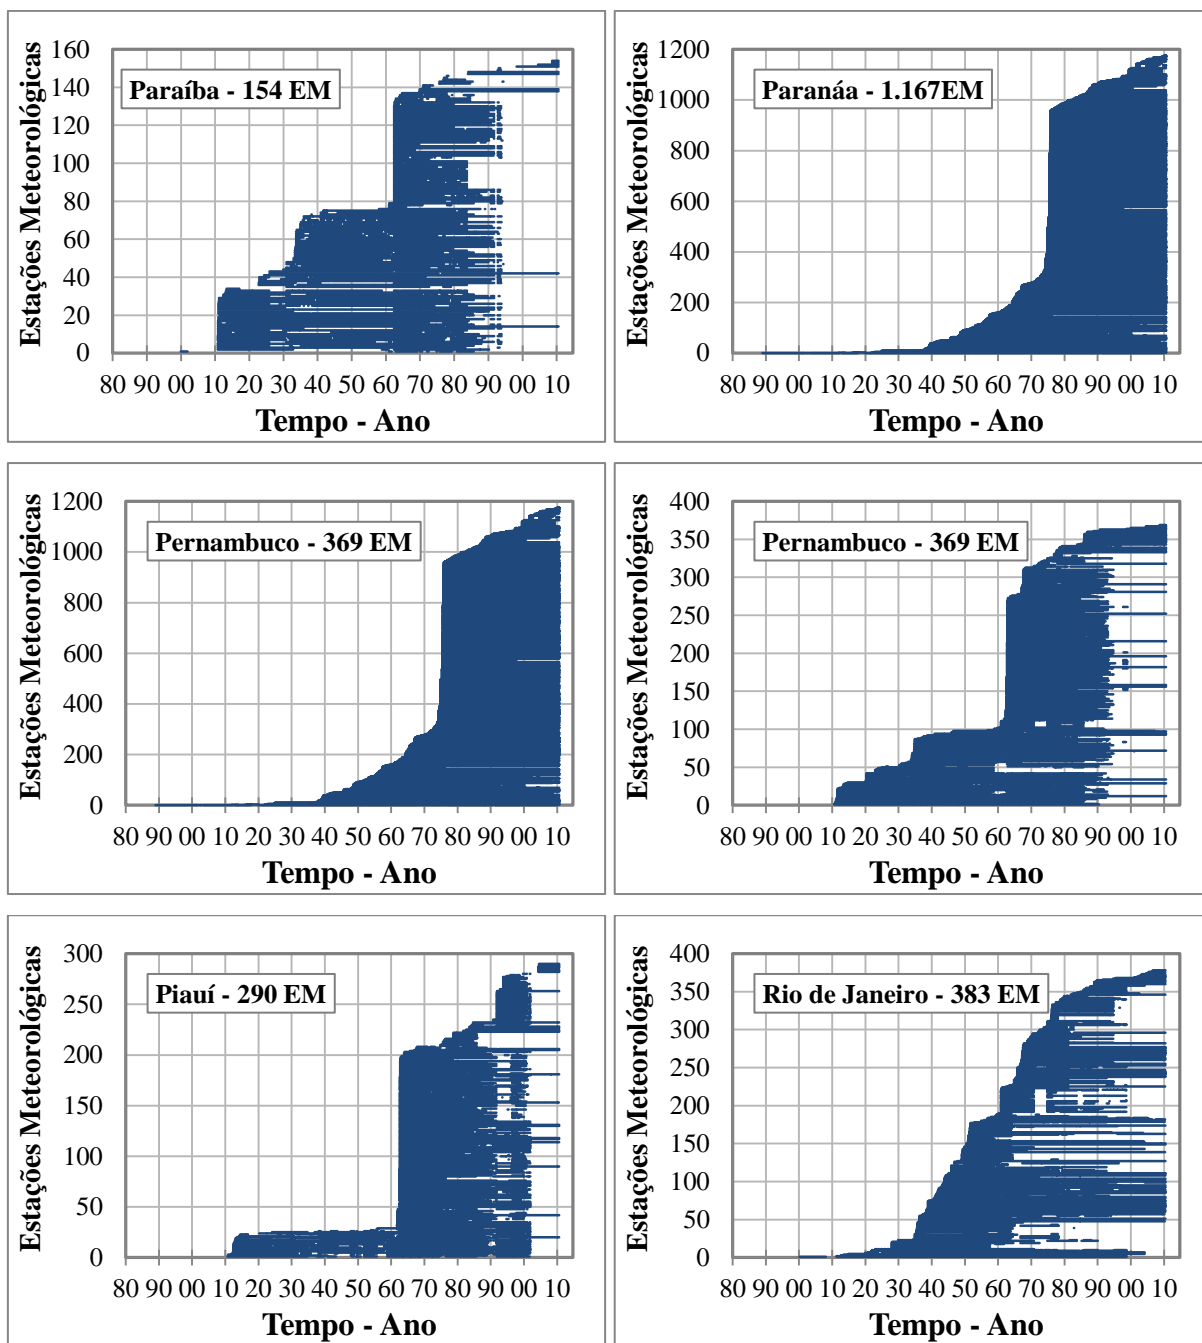 Estações Meteorológicas
160
140
120
100
80
60
40
20
0
Paraíba - 154 EM
80 90 00 10 20 30 40 50 60 70 80 90 00 10
Tempo - Ano
Estações Meteorológicas
1200
1000
800
600
400
200
0
Paranáa - 1.167EM
80 90 00 10 20 30 40 50 60 70 80 90 00 10
Tempo - Ano
Estações Meteorológicas
1200
1000
800
600
400
200
0
Pernambuco - 369 EM
80 90 00 10 20 30 40 50 60 70 80 90 00 10
Tempo - Ano
Estações Meteorológicas
400
350
300
250
200
150
100
50
0
Pernambuco - 369 EM
80 90 00 10 20 30 40 50 60 70 80 90 00 10
Tempo - Ano
Estações Meteorológicas
300
250
200
150
100
50
0
Piauí - 290 EM
80 90 00 10 20 30 40 50 60 70 80 90 00 10
Tempo - Ano
Estações Meteorológicas
400
350
300
250
200
150
100
50
0
Rio de Janeiro - 383 EM
80 90 00 10 20 30 40 50 60 70 80 90 00 10
Tempo - Ano